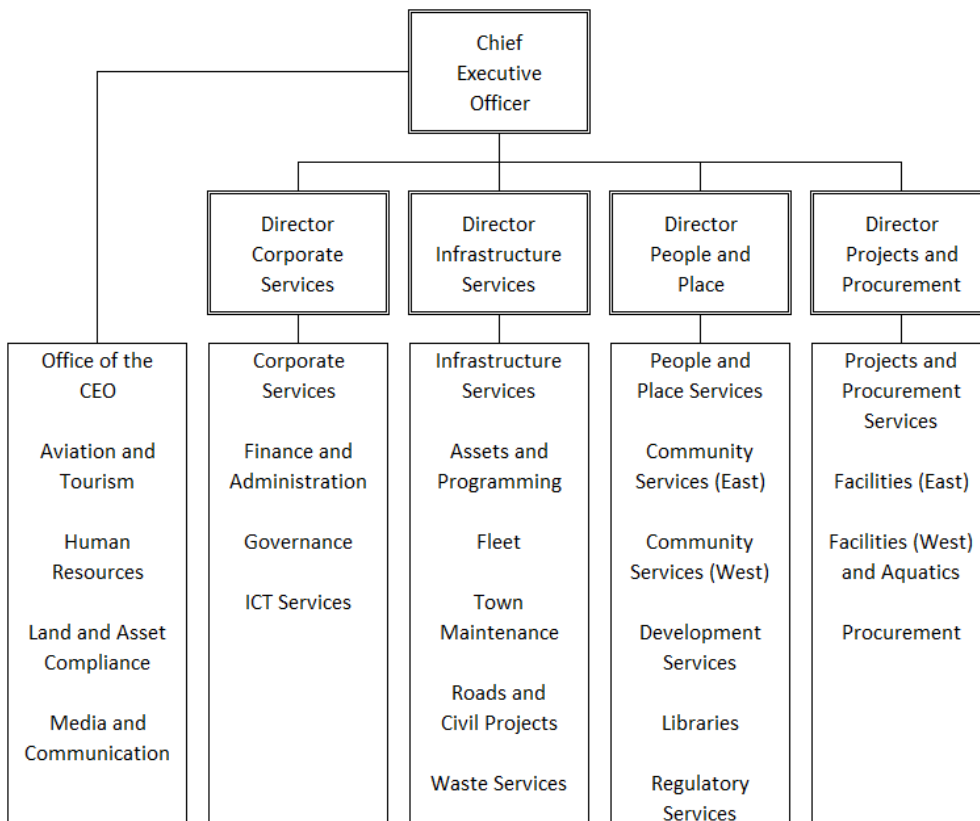 Chief
Executive
Officer
Director
Corporate
Services
Director
Infrastructure
Services
Director
People and
Place
Director
Projects and
Procurement
Office of the
CEO
Aviation and
Tourism
Human
Resources
Land and Asset
Compliance
Media and
Communication
Corporate
Services
Finance and
Administration
Governance
ICT Services
Infrastructure
Services
Assets and
Programming
Fleet
Town
Maintenance
Roads and
Civil Projects
Waste Services
People and
Place Services
Community
Services (East)
Community
Services (West)
Development
Services
Libraries
Regulatory
Services
Projects and
Procurement
Services
Facilities (East)
Facilities (West)
and Aquatics
Procurement